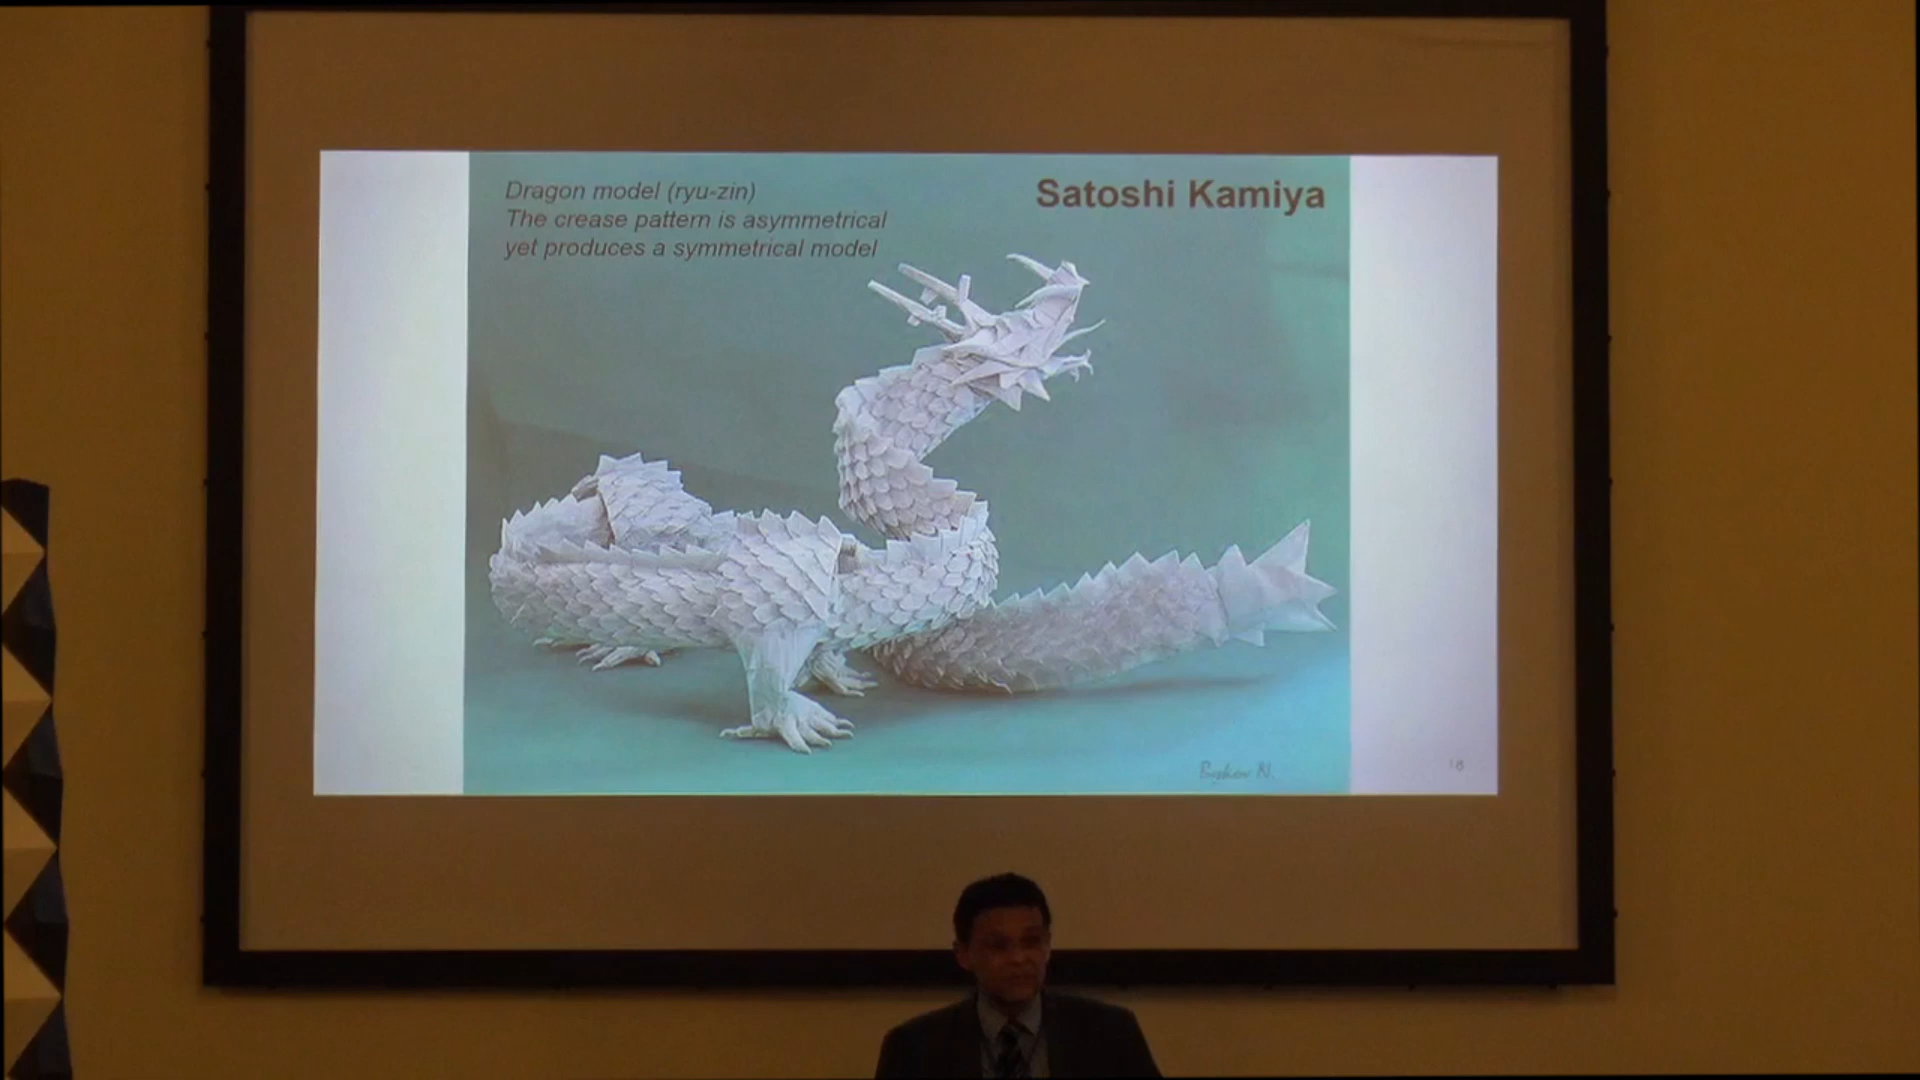 Dragon model (ryu-zin)
The crease pattern is asymmetrical
yet produces a symmetrical model
Satoshi Kamiya
18